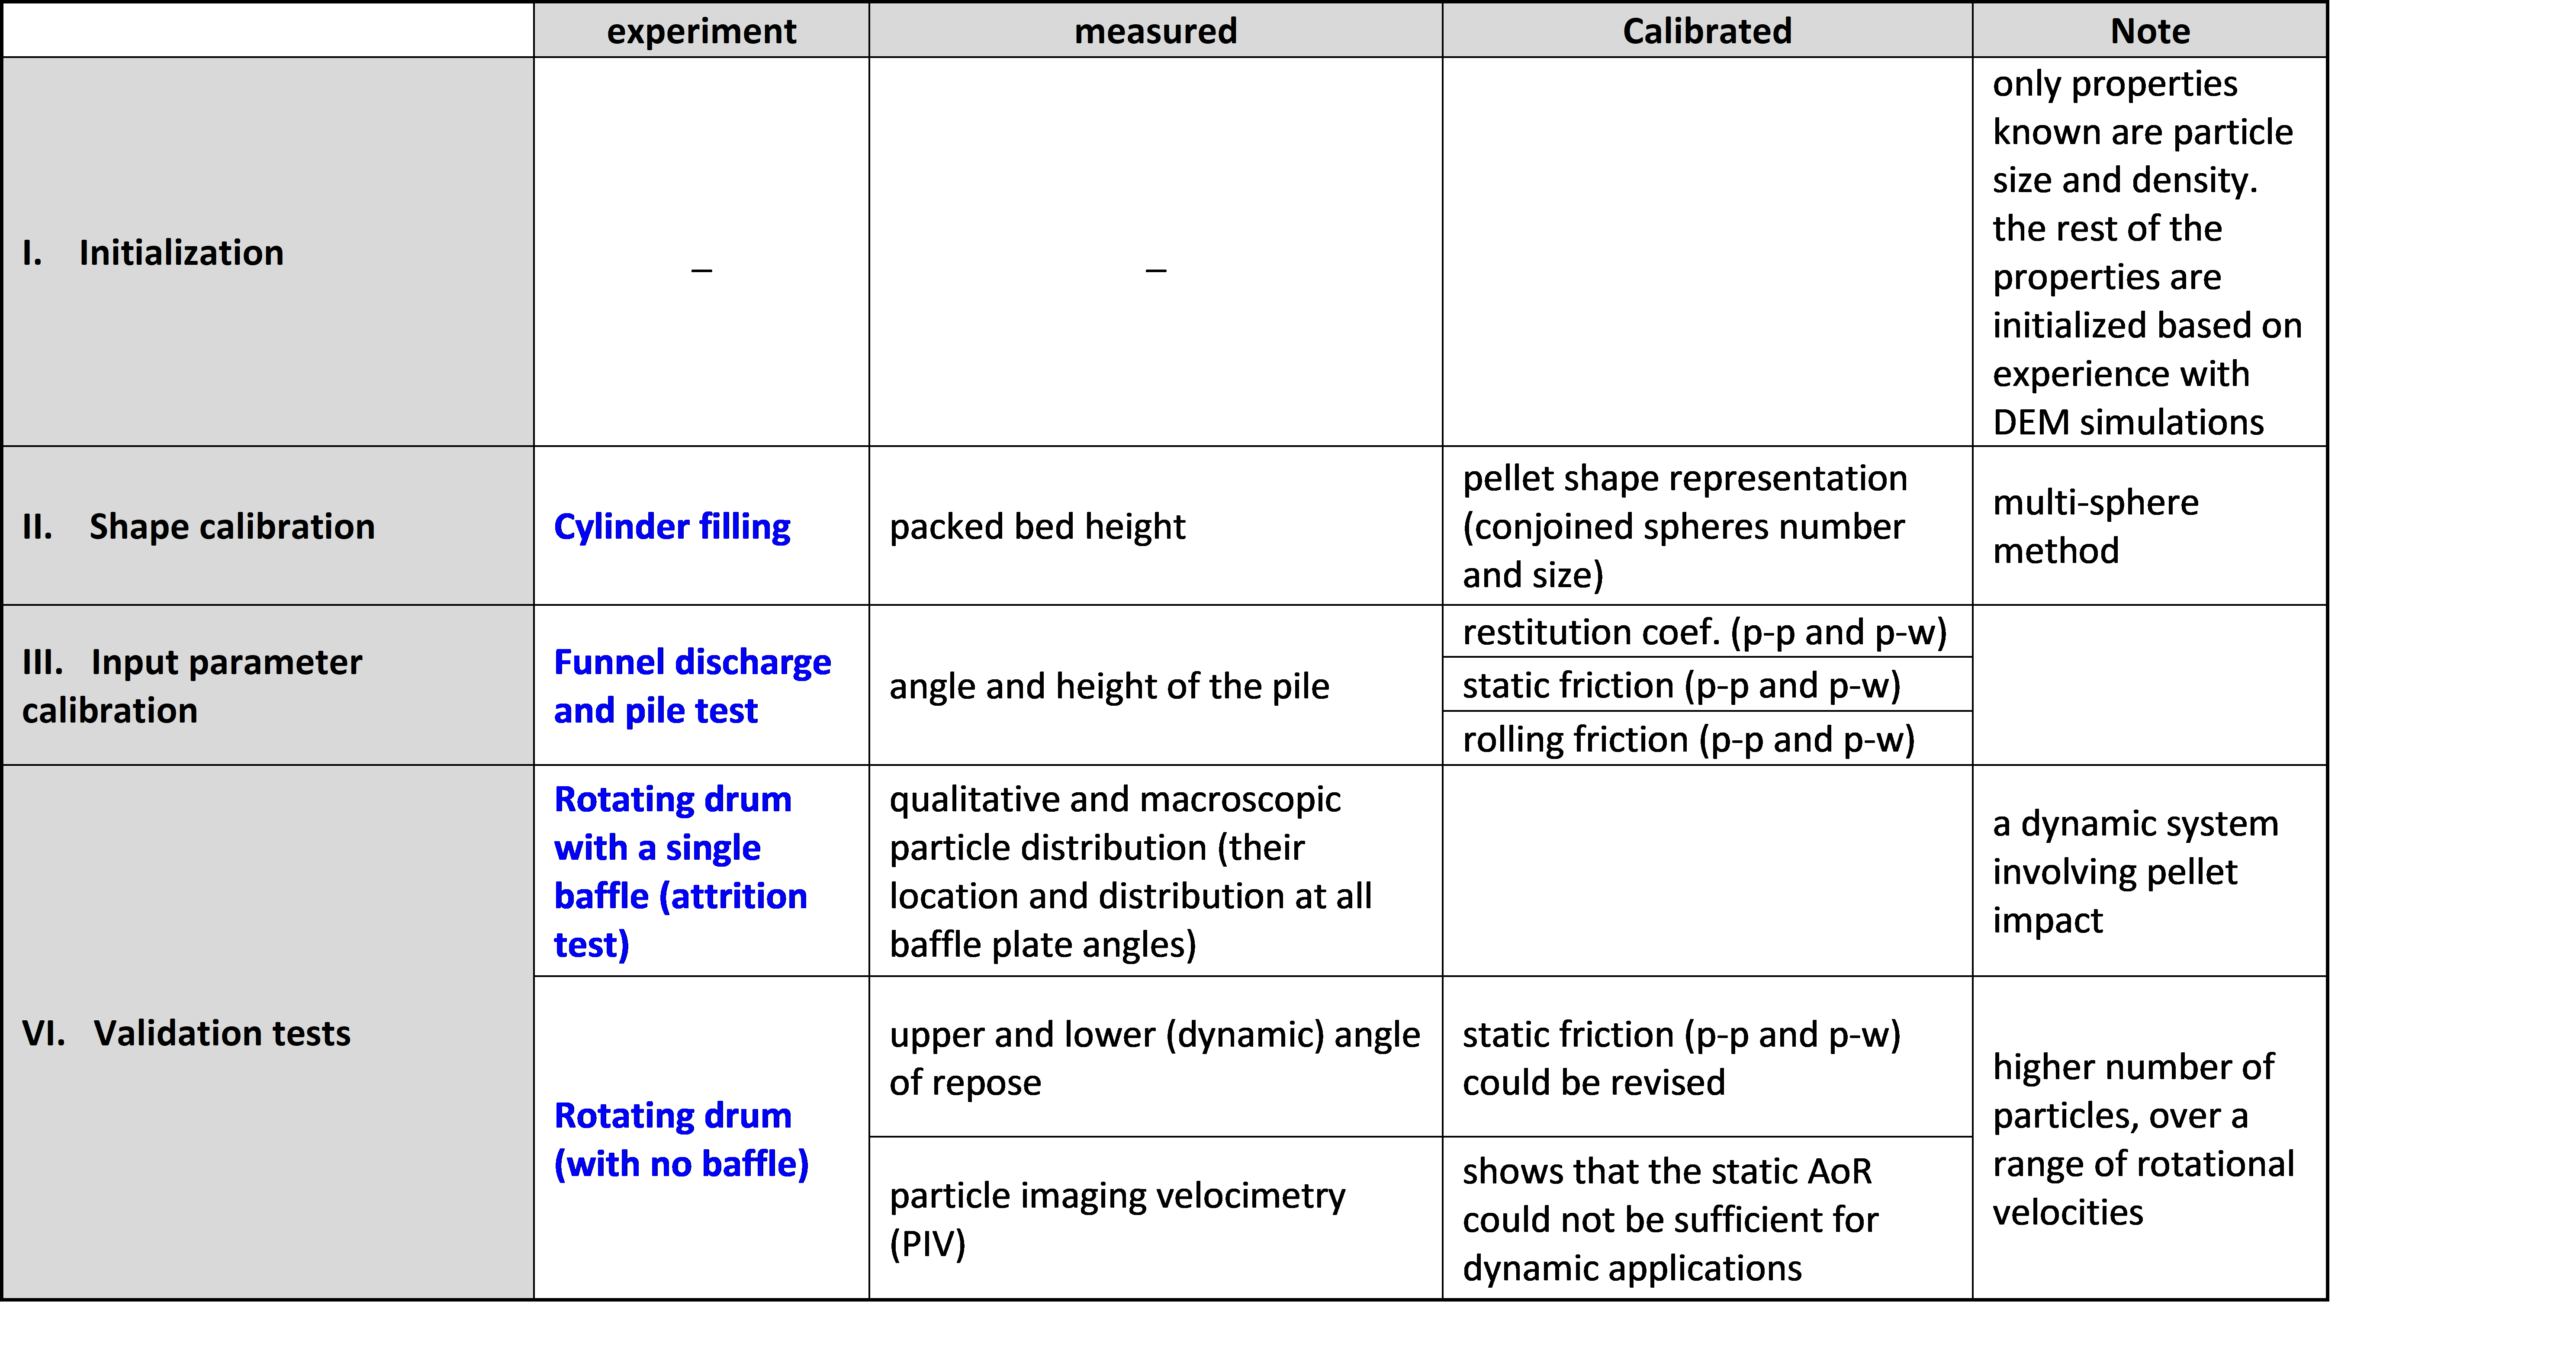 experiment measured Calibrated Note
I. Initialization
–
–
only properties
known are particle
size and density.
the rest of the
properties are
initialized based on
experience with
DEM simulations
II. Shape calibration
Cylinder filling
packed bed height
pellet shape representation
(conjoined spheres number
and size)
multi-sphere
method
III. Input parameter
calibration
Funnel discharge
and pile test
angle and height of the pile
restitution coef. (p-p and p-w)
static friction (p-p and p-w)
rolling friction (p-p and p-w)
VI. Validation tests
Rotating drum
with a single
baffle (attrition
test)
qualitative and macroscopic
particle distribution (their
location and distribution at all
baffle plate angles)
a dynamic system
involving pellet
impact
Rotating drum
(with no baffle)
upper and lower (dynamic) angle
of repose
static friction (p-p and p-w)
could be revised
particle imaging velocimetry
(PIV)
shows that the static AoR
could not be sufficient for
dynamic applications
higher number of
particles, over a
range of rotational
velocities